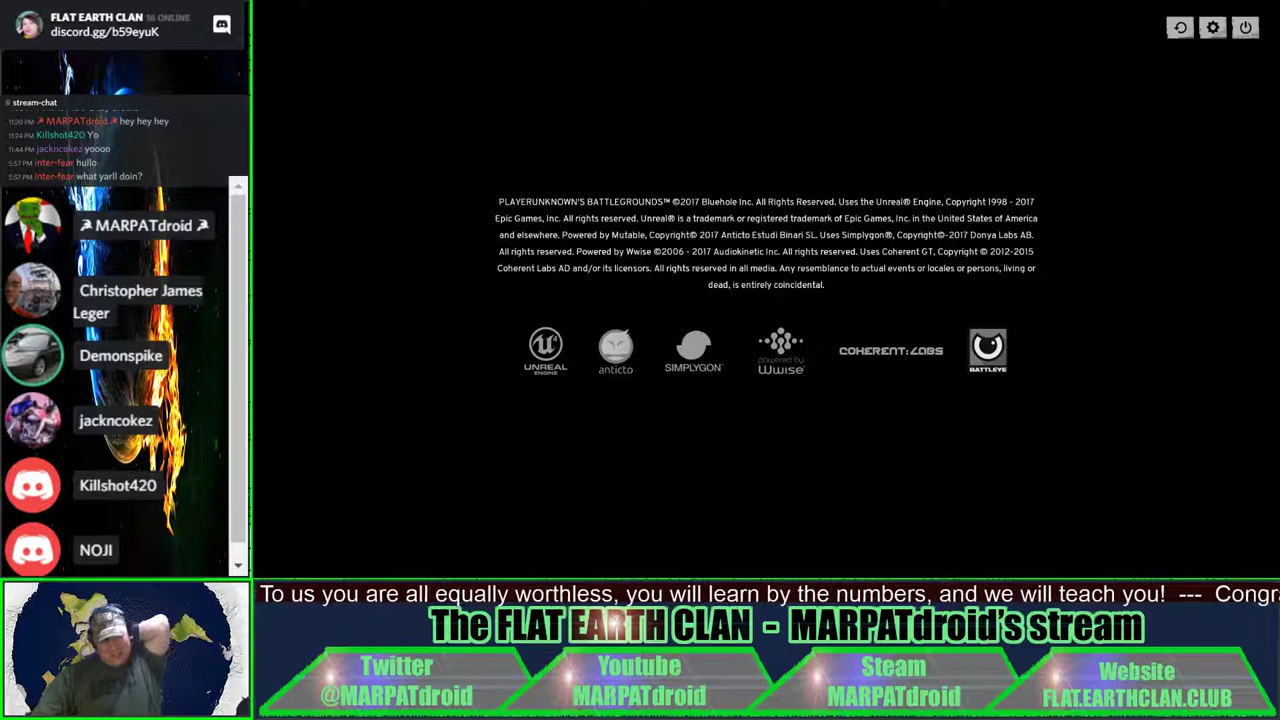 FLAT EARTH CLAN 16 ONLINE
discord.gg/b59eyuK
# stream-chat
11:20 PM MARPATdroid hey hey hey
11:24 PM Killshot420 Yo
11:44 PM jackncokez yoooo
5:57 PM inter-fear hullo
5:57 PM inter-fear what yarll doin?
MARPATdroid
Christopher James
Leger
Demonspike
jackncokez
Killshot420
NOJI
PLAYERUNKNOWN'S BATTLEGROUNDS™ ©2017 Bluehole Inc. All Rights Reserved. Uses the Unreal® Engine, Copyright 1998 - 2017
Epic Games, Inc. All rights reserved. Unreal® is a trademark or registered trademark of Epic Games, Inc. in the United States of America
and elsewhere. Powered by Mutable, Copyright© 2017 Anticto Estudi Binari SL. Uses Simplygon®, Copyright©-2017 Donya Labs AB.
All rights reserved. Powered by Wwise ©2006 - 2017 Audiokinetic Inc. All rights reserved. Uses Coherent GT, Copyright © 2012-2015
Coherent Labs AD and/or its licensors. All rights reserved in all media. Any resemblance to actual events or locales or persons, living or
dead, is entirely coincidental.
UNREAL
ENGINE
anticto
SIMPLYGON
powered by
Wwise
COHERENT:LABS
BATTLEYE
To us you are all equally worthless, you will learn by the numbers, and we will teach you! --- Congra
The FLAT EARTH CLAN - MARPATdroid's stream
Twitter
@MARPATdroid
Youtube
MARPATdroid
Steam
MARPATdroid
Website
FLAT.EARTHCLAN.CLUB